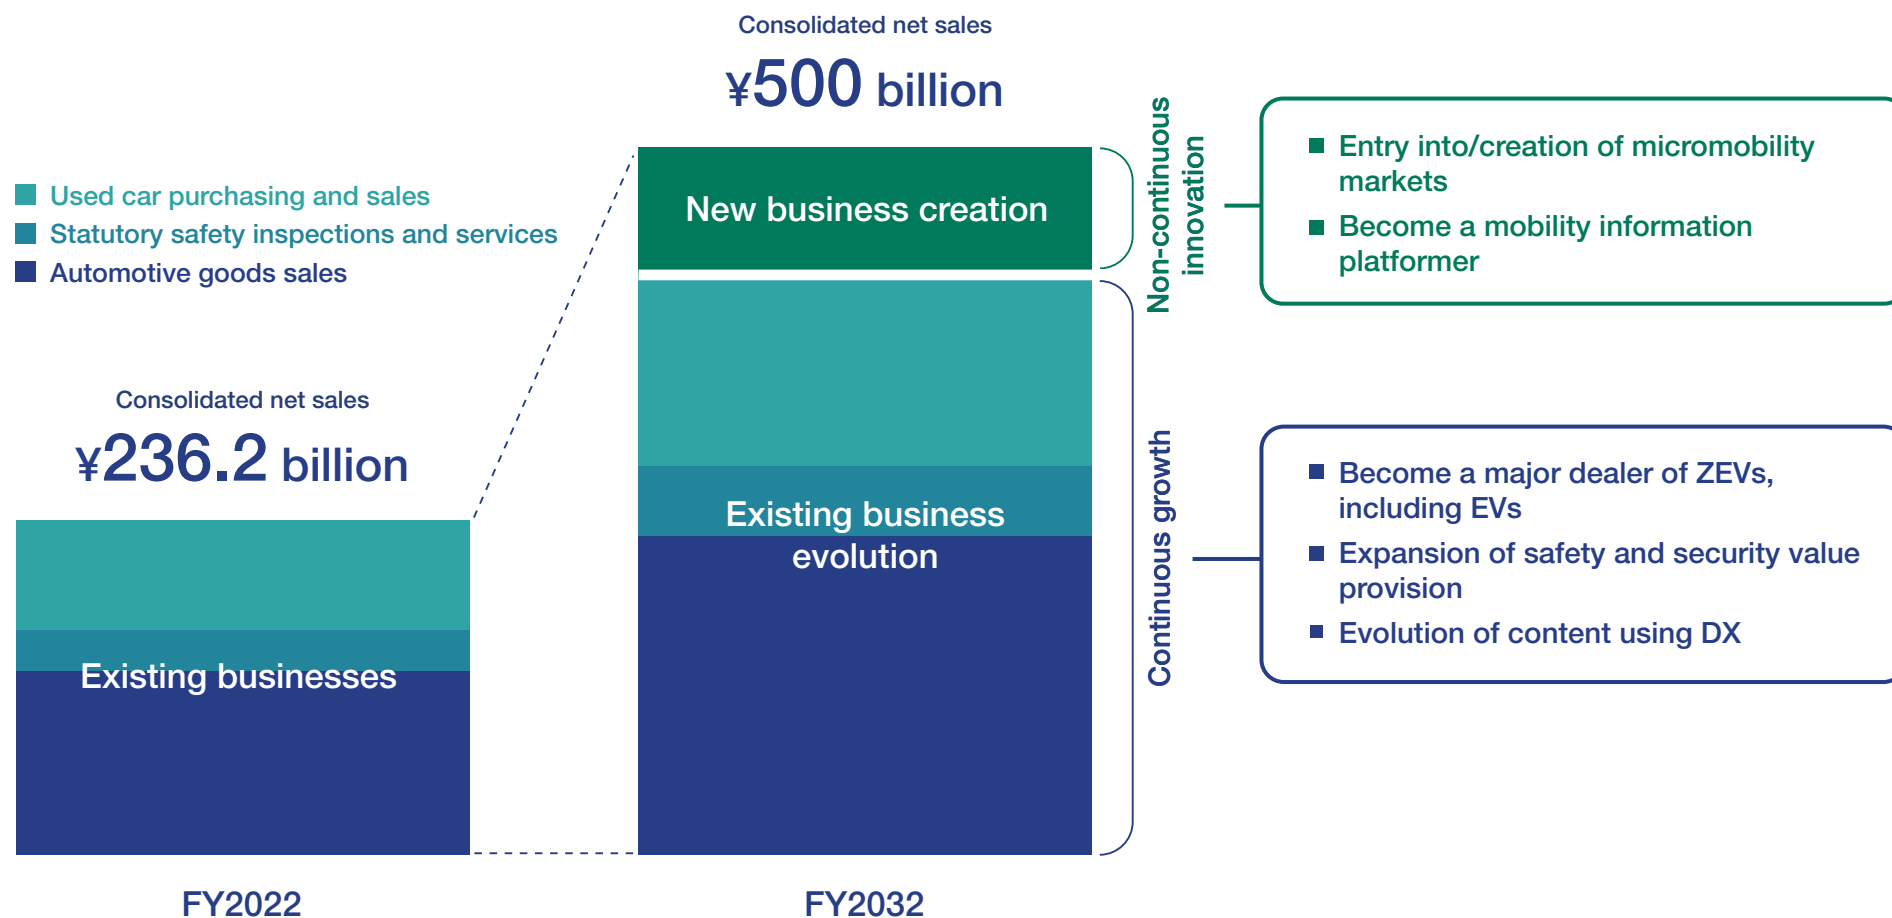 Consolidated net sales
¥500 billion
Used car purchasing and sales
Statutory safety inspections and services
Automotive goods sales
Consolidated net sales
¥236.2 billion
Existing businesses
FY2022
New business creation
Existing business
evolution
FY2032
Non-continuous
innovation
Entry into/creation of micromobility
markets
Become a mobility information
platformer
Continuous growth
Become a major dealer of ZEVs,
including EVs
Expansion of safety and security value
provision
Evolution of content using DX